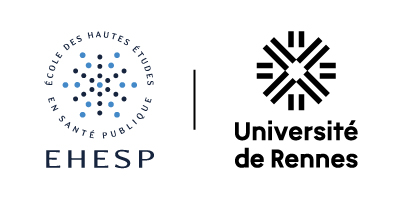 ÉCOLE DES HAUTES ÉTUDES
EN SANTÉ PUBLIQUE
EHESP
Université
de Rennes